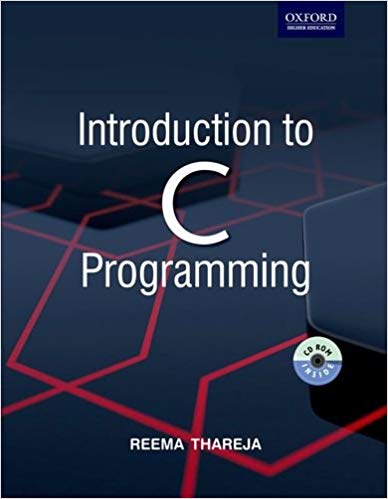 OXFORD
HIGHER EDUCATION
Introduction to
C
Programming
CD ROM
INSIDE
REEMA THAREJA